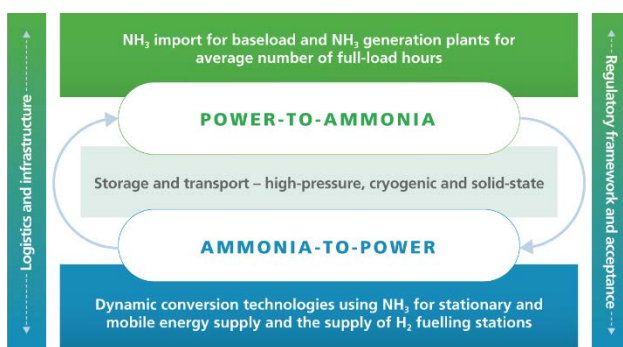 NH₃ import for baseload and NH₃ generation plants for
average number of full-load hours
POWER-TO-AMMONIA
Storage and transport – high-pressure, cryogenic and solid-state
AMMONIA-TO-POWER
Dynamic conversion technologies using NH₃ for stationary and
mobile energy supply and the supply of H₂ fuelling stations
Logistics and infrastructure
Regulatory framework and acceptance